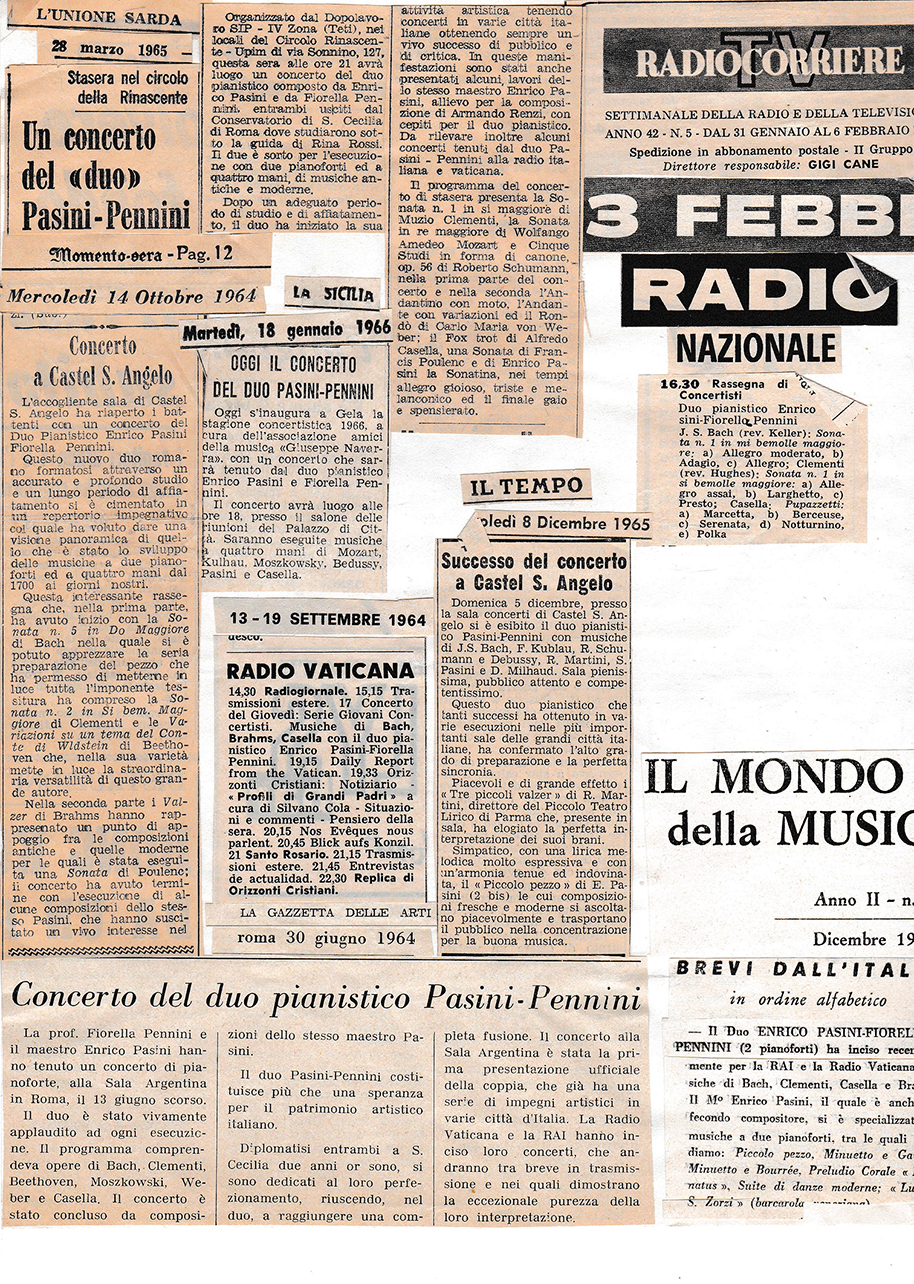 L'UNIONE SARDA
28 marzo 1965
Stasera nel circolo
della Rinascente
Un concerto
del «duo»
Pasini-Pennini
Organizzato dal Dopolavo-
ro SIP - IV Zona (Teti), nei
locali del Circolo Rinascen-
te - Upim di via Sonnino, 127,
questa sera alle ore 21 avrà
luogo un concerto del duo
pianistico composto da En-
rico Pasini e da Fiorella Pen-
nini entrambi usciti dal
Conservatorio di S. Cecilia
di Roma dove studiarono sot-
to la guida di Rina Rossi.
Il due è sorto per l'esecuzio-
ne con due pianoforti ed a
quattro mani, di musiche an-
tiche e moderne.
Dopo un adeguato perio-
do di studio e di affiatamen-
to, il duo ha iniziato la sua
attività artistica tenendo
concerti in varie città ita-
liane ottenendo sempre un
vivo successo di pubblico e
di critica. In queste mani-
festazioni sono stati anche
presentati alcuni lavori del-
lo stesso maestro Enrico Pa-
sini, allievo per la composi-
zione di Armando Renzi, con
cepiti per il duo pianistico.
Da rilevare inoltre alcuni
concerti tenuti dal duo Pa-
sini - Pennini alla radio ita-
liana e vaticana.
Il programma del concer-
to di stasera presenta la So-
nata n. 1 in si maggiore di
Muzio Clementi, la Sonata
in re maggiore di Wolfango
Amedeo Mozart e Cinque
Studi in forma di canone,
op. 56 di Roberto Schumann,
nella prima parte del con-
certo e nella seconda l'An-
dantino con moto, l'Andan-
te con variazioni ed il Ron-
dò di Carlo Maria von We-
ber; il Fox trot di Alfredo
Casella, una Sonata di Fran-
cis Poulenc e di Enrico Pa-
sini la Sonatina, nei tempi
allegro gioioso, triste e me-
lanconico ed il finale gaio
e spensierato.
TV
RADIOCORRIERE
SETTIMANALE DELLA RADIO E DELLA TELEVISI
ANNO 42 - N. 5 - DAL 31 GENNAIO AL 6 FEBBRAIO
Spedizione in abbonamento postale - II Gruppo
Direttore responsabile: GIGI CANE
3 FEBB
RADIO
NAZIONALE
16.30 Rassegna di
Concertisti
Duo pianistico Enrico
sini-Fiorello Pennini
J. S. Bach (rev. Keller): Sona-
ta n. 1 in mi bemolle maggio-
re: a) Allegro moderato, b)
Adagio, c) Allegro; Clementi
(rev. Hughes): Sonata n. 1 in
si bemolle maggiore: a) Alle-
gro assai, b) Larghetto, c)
Presto; Casella: Pupazzetti:
a) Marcetta, b) Berceuse,
c) Serenata, d) Notturnino,
e) Polka
Momento-sera - Pag. 12
Mercoledì 14 Ottobre 1964
Concerto
a Castel S. Angelo
L'accogliente sala di Castel
S. Angelo ha riaperto i bat-
tenti con un concerto del
Duo Pianistico Enrico Pasini
Fiorella Pennini.
Questo nuovo duo roma-
no formatosi attraverso un
accurato e profondo studio
e un lungo periodo di affia-
tamento si è cimentato in
un repertorio impegnativo
col quale ha voluto dare una
visione panoramica di quel-
lo che è stato lo sviluppo
delle musiche a due piano-
forti ed a quattro mani dal
1700 ai giorni nostri.
Questa interessante rasse-
gna che, nella prima parte,
ha avuto inizio con la So-
nata n. 5 in Do Maggiore
di Bach nella quale si è
potuto apprezzare la seria
preparazione del pezzo che
ha permesso di metterne in
luce tutta l'imponente tes-
situra ha compreso la So-
nata n. 2 in Si bem. Mag-
giore di Clementi e le Va-
riazioni su un tema del Con-
te di Wldstein di Beetho-
ven che, nella sua varietà
mette in luce la straordina-
ria versatilità di questo gran-
de autore.
Nella seconda parte i Val-
zer di Brahms hanno rap-
presenato un punto di ap-
poggio fra le composizioni
antiche e quelle moderne
per le quali è stata esegui-
ta una Sonata di Poulenc;
il concerto ha avuto termi-
ne con l'esecuzione di al-
cune composizioni dello stes-
so Pasini, che hanno susci-
tato un vivo interesse nel
LA SICILIA
Martedì, 18 gennaio 1966
OGGI IL CONCERTO
DEL DUO PASINI-PENNINI
Oggi s'inaugura a Gela la
stagione concertistica 1966, a
cura dell'associazione amici
della musica «Giuseppe Naver-
ra». con un concerto che sar-
rà tenuto dal duo pianistico
Enrico Pasini e Fiorella Pen-
nini.
Il concerto avrà luogo alle
ore 18, presso il salone delle
riunioni del Palazzo di Cit-
tà. Saranno eseguite musiche
a quattro mani di Mozart,
Kulhau, Moszkowsky, Bedussy,
Pasini e Casella.
13 - 19 SETTEMBRE 1964
RADIO VATICANA
14,30 Radiogiornale. 15,15 Tra-
smissioni estere. 17 Concerto
del Giovedì: Serie Giovani Con-
certisti. Musiche di Bach,
Brahms, Casella con il duo pia-
nistico Enrico Pasini-Fiorella
Pennini. 19,15 Daily Report
from the Vatican. 19,33 Oriz-
zonti Cristiani: Notiziario -
«Profili di Grandi Padri» a
cura di Silvano Cola - Situazio-
ni e commenti - Pensiero della
sera. 20,15 Nos Evêques nous
parlent. 20,45 Blick aufs Konzil.
21 Santo Rosario. 21,15 Trasmis-
sioni estere. 21,45 Entrevistas
de actualidad. 22,30 Replica di
Orizzonti Cristiani.
IL TEMPO
oledì 8 Dicembre 1965
Successo del concerto
a Castel S. Angelo
Domenica 5 dicembre, presso
la sala concerti di Castel S. An-
gelo si è esibito il duo pianisti-
co Pasini-Pennini con musiche
di J.S. Bach, F. Kublau, R. Schu-
mann e Debussy, R. Martini, S.
Pasini e D. Milhaud. Sala pienis-
sima, pubblico attento e compe-
tentissimo.
Questo duo pianistico che
tanti successi ha ottenuto in va-
rie esecuzioni nelle più impor-
tanti sale delle grandi città ita-
liane, ha confermato l'alto gra-
do di preparazione e la perfetta
sincronia.
Piacevoli e di grande effetto i
«Tre piccoli valzer» di R. Mar-
tini, direttore del Piccolo Teatro
Lirico di Parma che, presente in
sala, ha elogiato la perfetta in-
terpretazione dei suoi brani.
Simpatico, con una lirica me-
lodica molto espressiva e con
un'armonia tenue ed indovina-
ta, il «Piccolo pezzo» di E. Pa-
sini (2 bis) le cui composizio-
ni fresche e moderne si ascolta-
no piacevolmente e trasportano
il pubblico nella concentrazione
per la buona musica.
LA GAZZETTA DELLE ARTI
roma 30 giugno 1964
Concerto del duo pianistico Pasini-Pennini
La prof. Fiorella Pennini e
il maestro Enrico Pasini han-
no tenuto un concerto di pia-
noforte, alla Sala Argentina
in Roma, il 13 giugno scorso.
Il duo è stato vivamente
applaudito ad ogni esecuzic-
ne. Il programma compren-
deva opere di Bach, Clementi,
Beethoven, Moszkowski, We-
ber e Casella. Il concerto è
stato concluso da composi-
zioni dello stesso maestro Pa-
sini.
Il duo Pasini-Pennini costi-
tuisce più che una speranza
per il patrimonio artistico
italiano.
Diplomatisi entrambi a S.
Cecilia due anni or sono, si
sono dedicati al loro perfe-
zionamento, riuscendo, nel
duo, a raggiungere una com-
pleta fusione. Il concerto alla
Sala Argentina è stata la pri-
ma presentazione ufficiale
della coppia, che già ha una
serie di impegni artistici in
varie città d'Italia. La Radio
Vaticana e la RAI hanno in-
ciso loro concerti, che an-
dranno tra breve in trasmis-
sione e nei quali dimostrano
la eccezionale purezza della
loro interpretazione.
IL MONDO
della MUSIC
Anno II - n.
Dicembre 19
BREVI DALL'ITAL
in ordine alfabetico
— Il Duo ENRICO PASINI-FIOREL
PENNINI (2 pianoforti) ha inciso recen
mente per la RAI e la Radio Vaticana
siche di Bach, Clementi, Casella e Bra
Il Mº Enrico Pasini, il quale è anch
fecondo compositore, si è specializzat
musiche a due pianoforti, tra le quali
diamo: Piccolo pezzo, Minuetto e Ga
Minuetto e Bourrée, Preludio Corale «
natus», Suite di danze moderne; «Lu
S. Zorzi» (barcarola